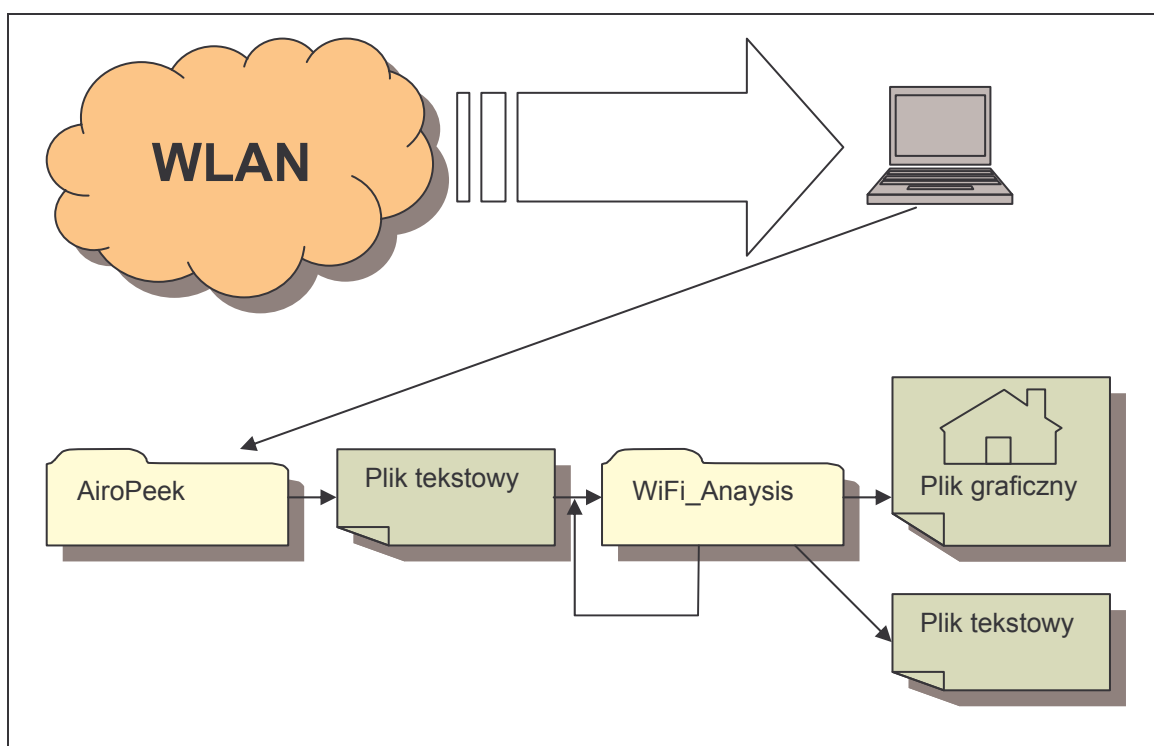 WLAN
AiroPeek
Plik tekstowy
WiFi_Anaysis
Plik graficzny
Plik tekstowy